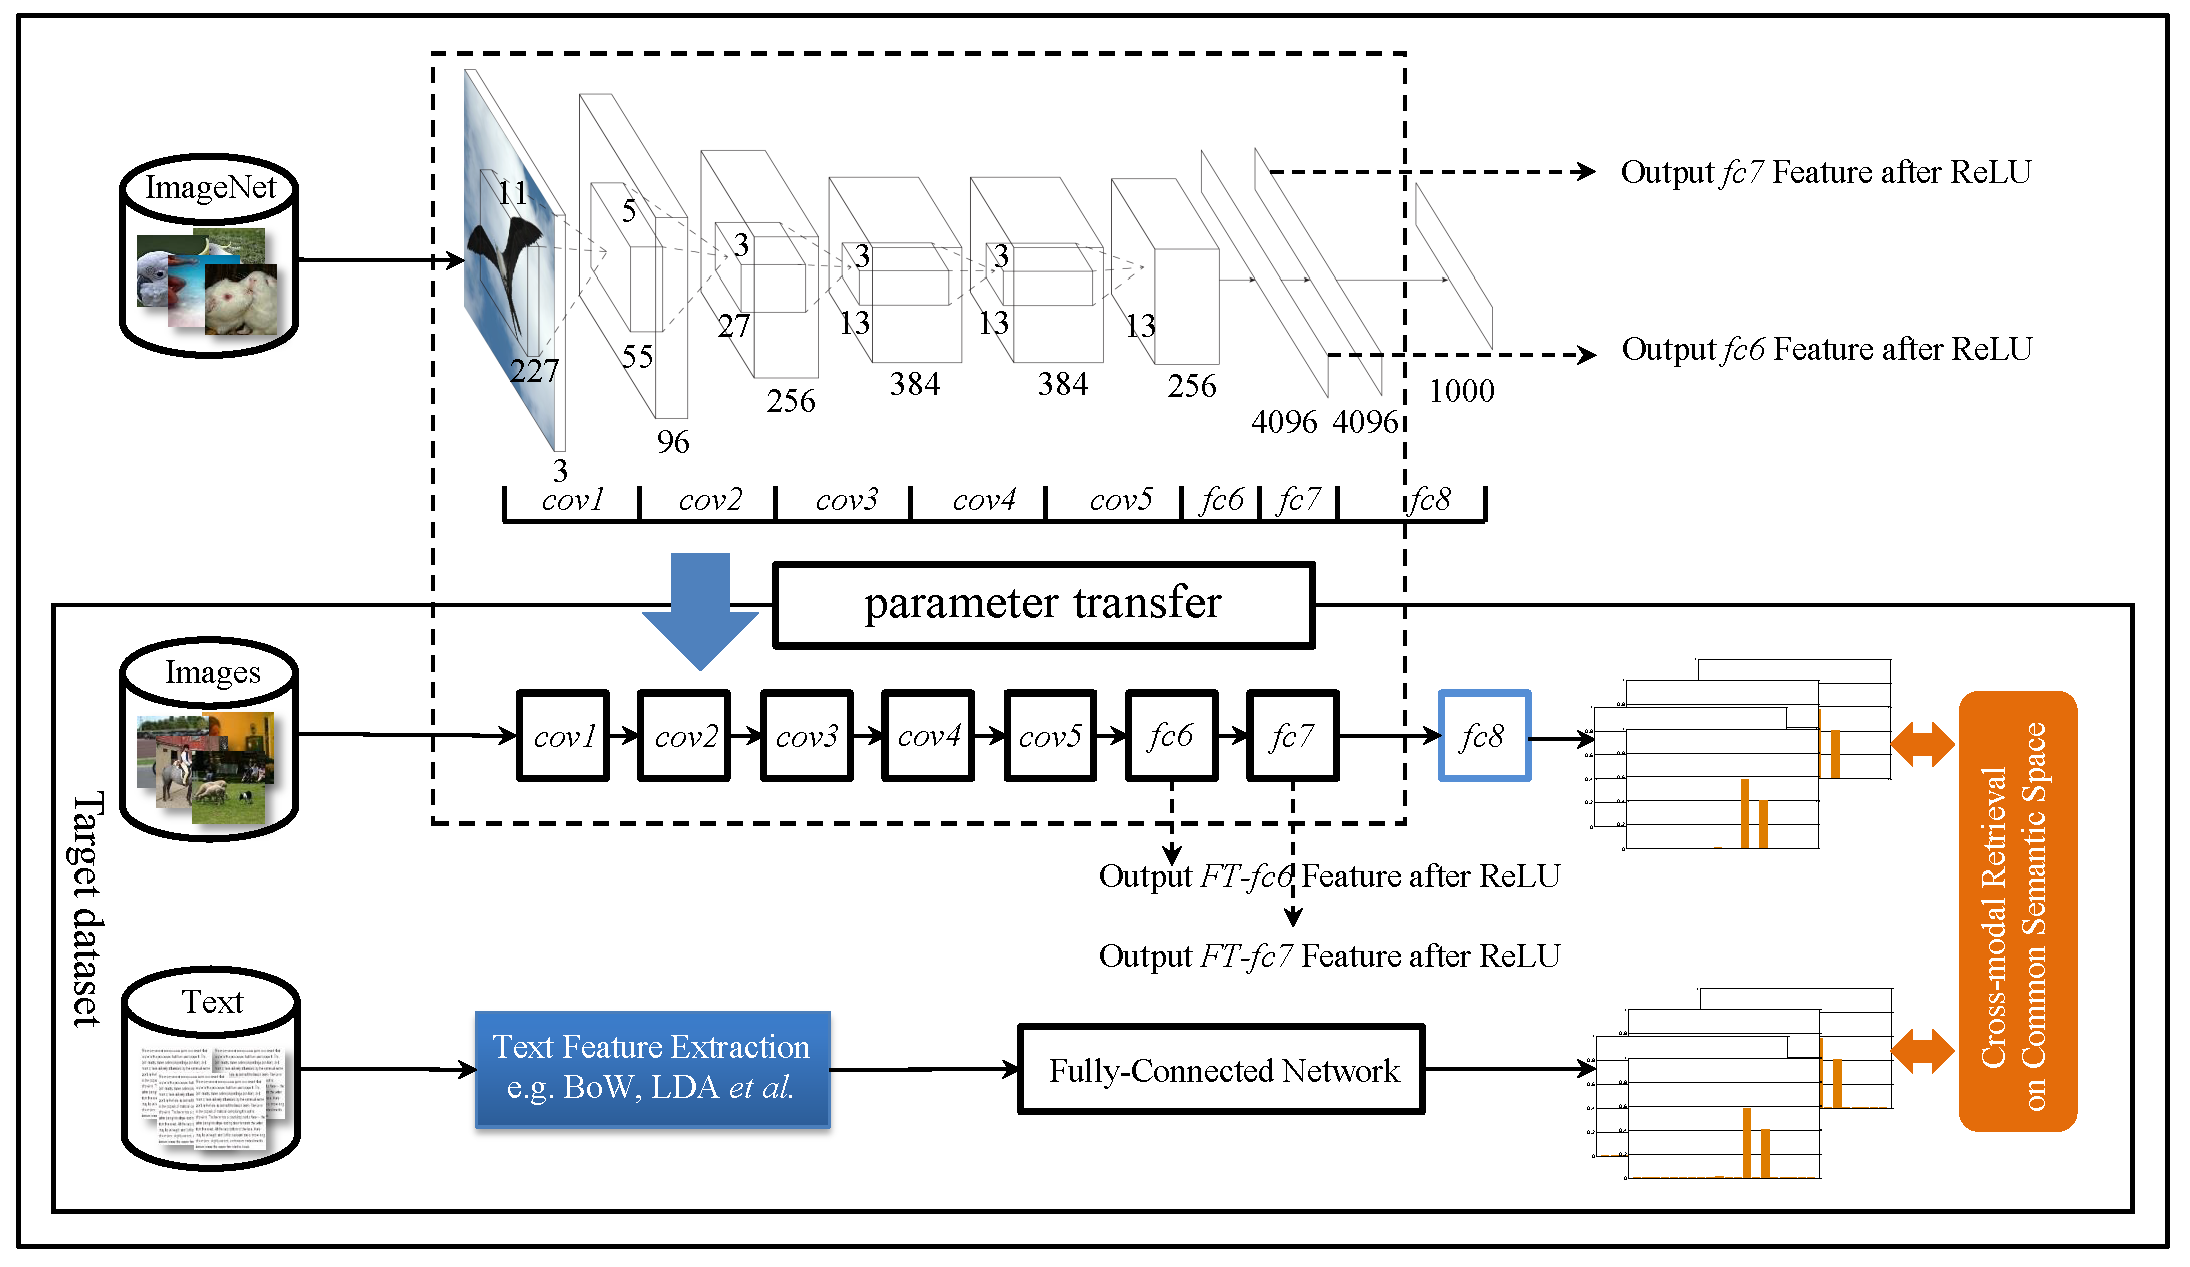 ImageNet
11
5
3
3
3
227
55
27
13
13
13
3
96
256
384
384
256
4096
4096
1000
Output fc7 Feature after ReLU
Output fc6 Feature after ReLU
cov1
cov2
cov3
cov4
cov5
fc6
fc7
fc8
parameter transfer
Target dataset
Images
cov1
cov2
cov3
cov4
cov5
fc6
fc7
fc8
Output FT-fc6 Feature after ReLU
Output FT-fc7 Feature after ReLU
Text
Text Feature Extraction
e.g. BoW, LDA et al.
Fully-Connected Network
Cross-modal Retrieval
on Common Semantic Space